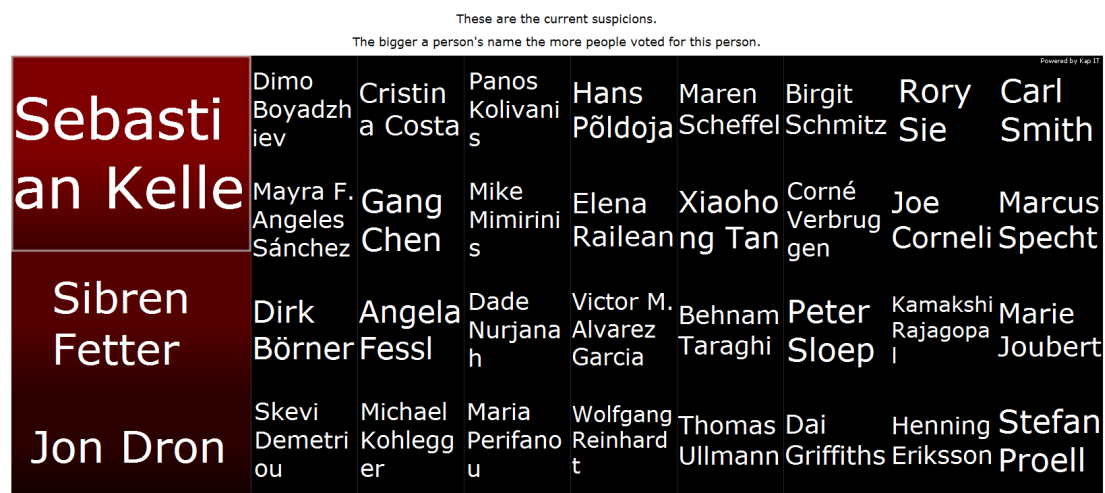 These are the current suspicions.
The bigger a person's name the more people voted for this person.
Powered by Kap IT
Sebasti
an Kelle
Dimo
Boyadzh
iev
Cristin
a Costa
Panos
Kolivani
s
Hans
Põldoja
Maren
Scheffel
Birgit
Schmitz
Rory
Sie
Carl
Smith
Mayra F.
Angeles
Sánchez
Gang
Chen
Mike
Mimirini
s
Elena
Railean
Xiaoho
ng Tan
Corné
Verbrug
gen
Joe
Corneli
Marcus
Specht
Sibren
Fetter
Dirk
Börner
Angela
Fessl
Dade
Nurjana
h
Victor M.
Alvarez
Garcia
Behnam
Taraghi
Peter
Sloep
Kamakshi
Rajagopa
l
Marie
Joubert
Jon Dron
Skevi
Demetri
ou
Michael
Kohlegg
er
Maria
Perifano
u
Wolfgang
Reinhard
t
Thomas
Ullmann
Dai
Griffiths
Henning
Eriksson
Stefan
Proell